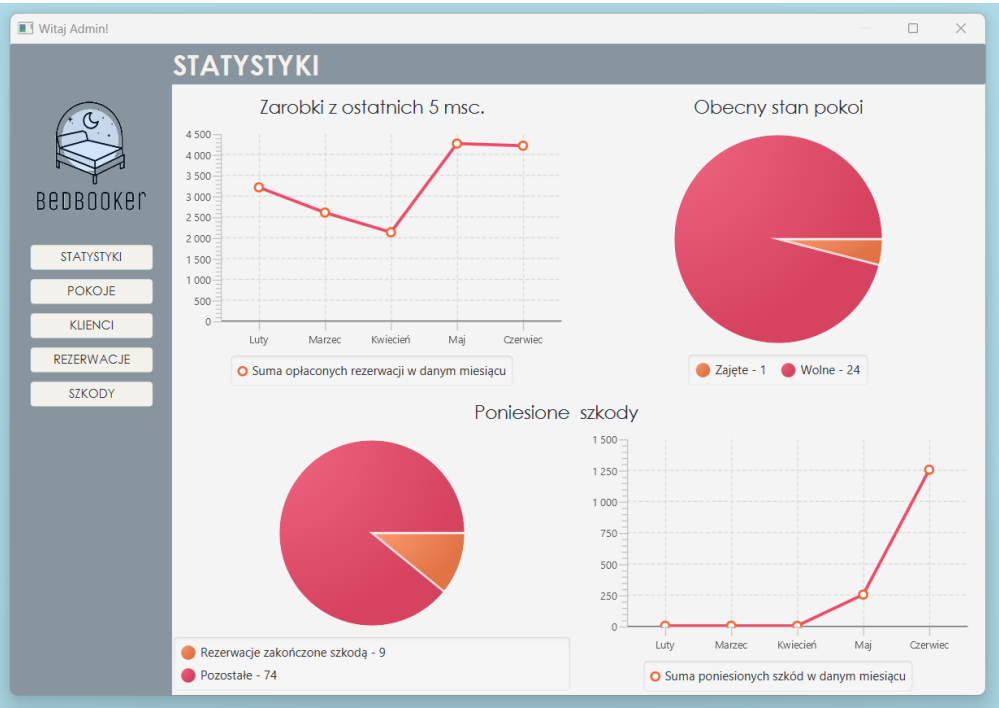 Witaj Admin!
STATYSTYKI
BEDBOOKER
STATYSTYKI
POKOJE
KLIENCI
REZERWACJE
SZKODY
Zarobki z ostatnich 5 msc.
4 500
4 000
3 500
3 000
2 500
2 000
1 500
1 000
500
0
Luty Marzec Kwiecień Maj Czerwiec
Suma opłaconych rezerwacji w danym miesiącu
Obecny stan pokoi
Zajęte - 1 Wolne - 24
Poniesione szkody
Rezerwacje zakończone szkodą - 9
Pozostałe - 74
1 500
1 250
1 000
750
500
250
0
Luty Marzec Kwiecień Maj Czerwiec
Suma poniesionych szkód w danym miesiącu